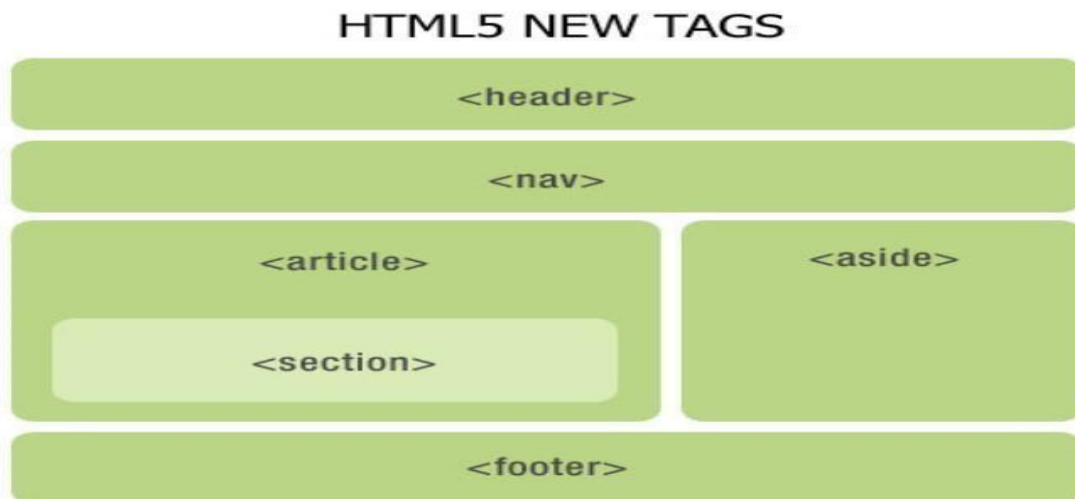 HTML5 NEW TAGS
<header>
<nav>
<article>
<aside>
<section>
<footer>